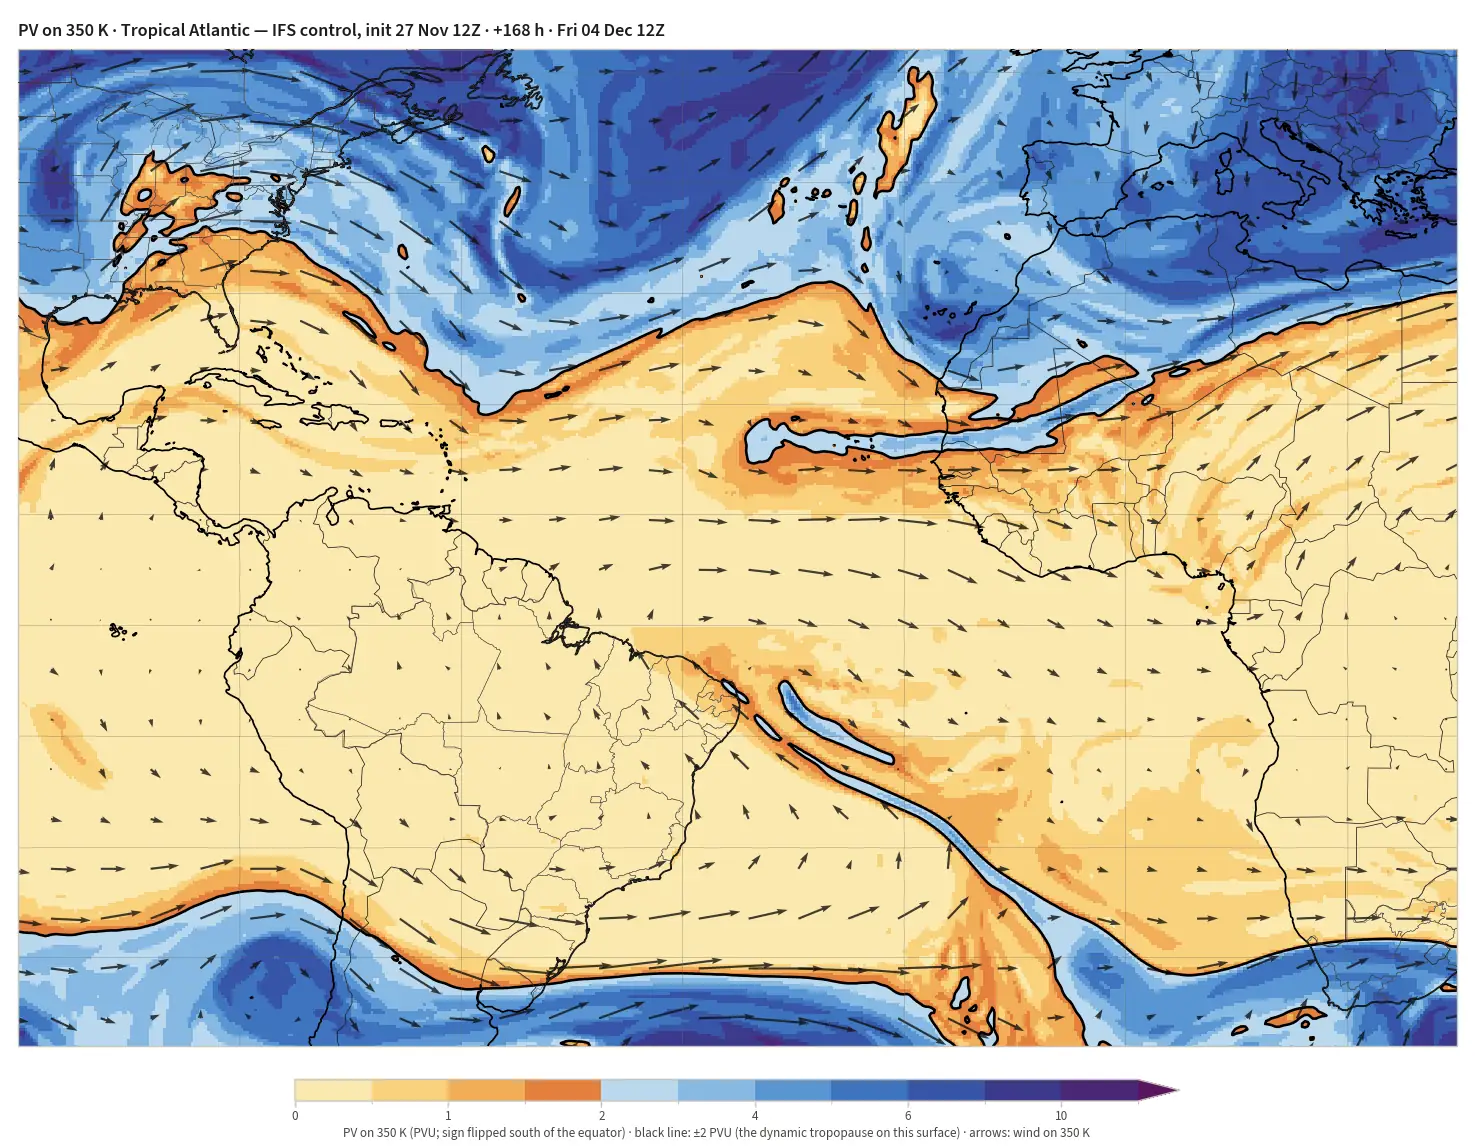 PV on 350 K · Tropical Atlantic — IFS control, init 27 Nov 12Z · +168 h · Fri 04 Dec 12Z
0 1 2 4 6 10
PV on 350 K (PVU; sign flipped south of the equator) · black line: ±2 PVU (the dynamic tropopause on this surface) · arrows: wind on 350 K